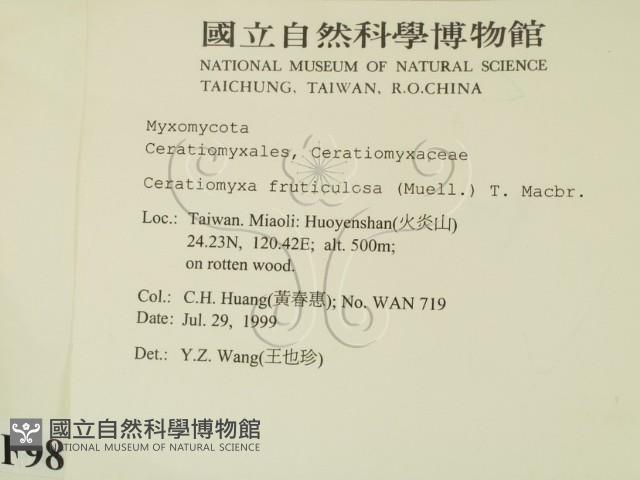 國立自然科學博物館
NATIONAL MUSEUM OF NATURAL SCIENCE
TAICHUNG, TAIWAN, R.O.CHINA
Myxomycota
Ceratiomyxales, Ceratiomyxaceae
Ceratiomyxa fruticulosa (Muell.) T. Macbr.
Loc.: Taiwan. Miaoli: Huoyenshan(火炎山)
24.23N, 120.42E; alt. 500m;
on rotten wood.
Col.: C.H. Huang(黃春惠); No. WAN 719
Date: Jul. 29, 1999
Det.: Y.Z. Wang(王也珍)
國立自然科學博物館
NATIONAL MUSEUM OF NATURAL SCIENCE
F98